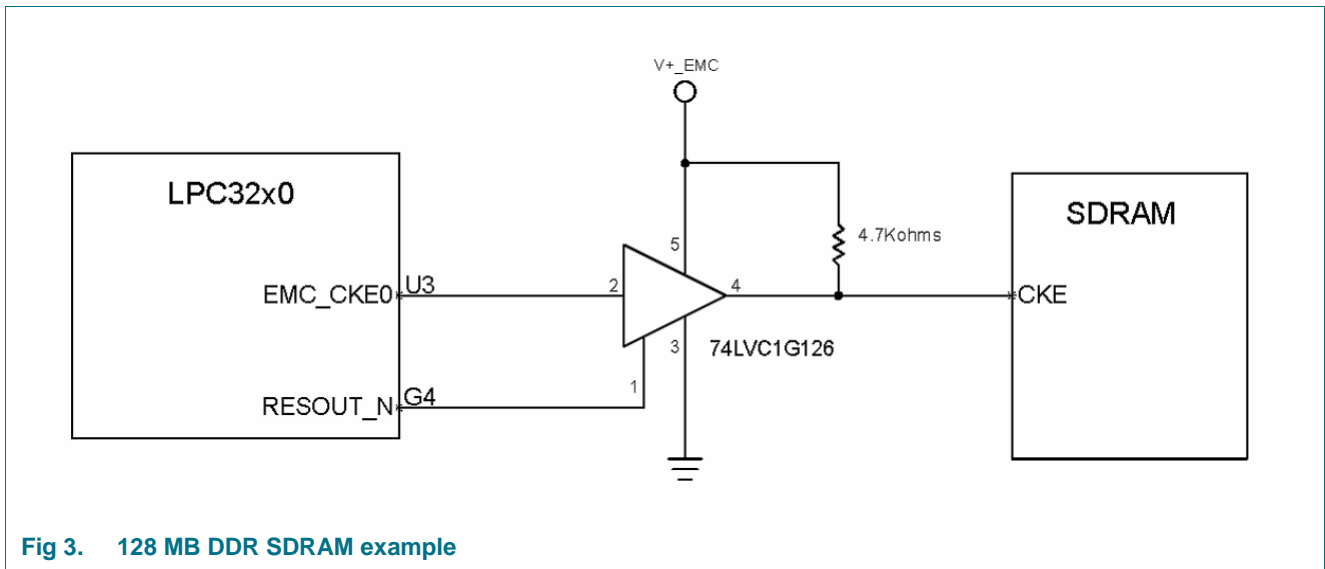 V+_EMC
LPC32x0
SDRAM
5
4.7Kohms
EMC_CKE0
U3
2
4
CKE
3
74LVC1G126
1
RESOUT_N
G4
Fig 3. 128 MB DDR SDRAM example